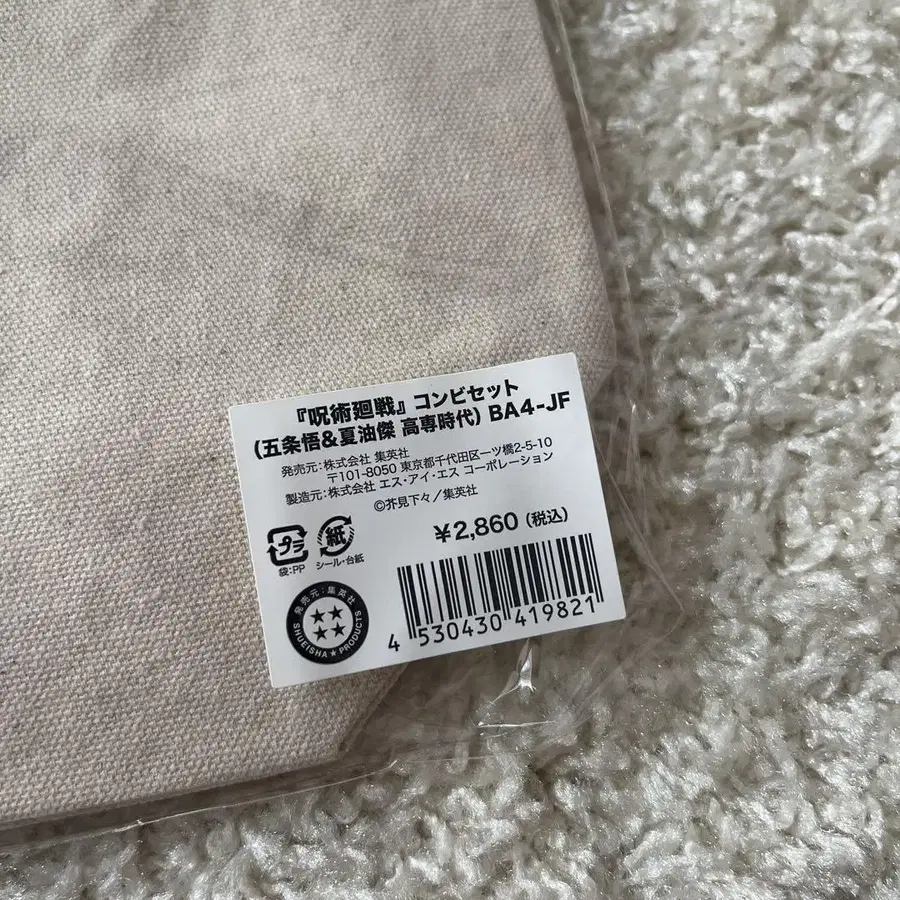 『呪術廻戦』コンビセット
（五条悟&夏油傑 高専時代）BA4-JF
発売元：株式会社 集英社
〒101-8050 東京都千代田区一ツ橋2-5-10
製造元：株式会社 エス・アイ・エス コーポレーション
©芥見下々／集英社
¥2,860（税込）
プラ
袋：PP
紙
シール・台紙
発売元：集英社
SHUEISHA★PRODUCTS
4 530430 419821